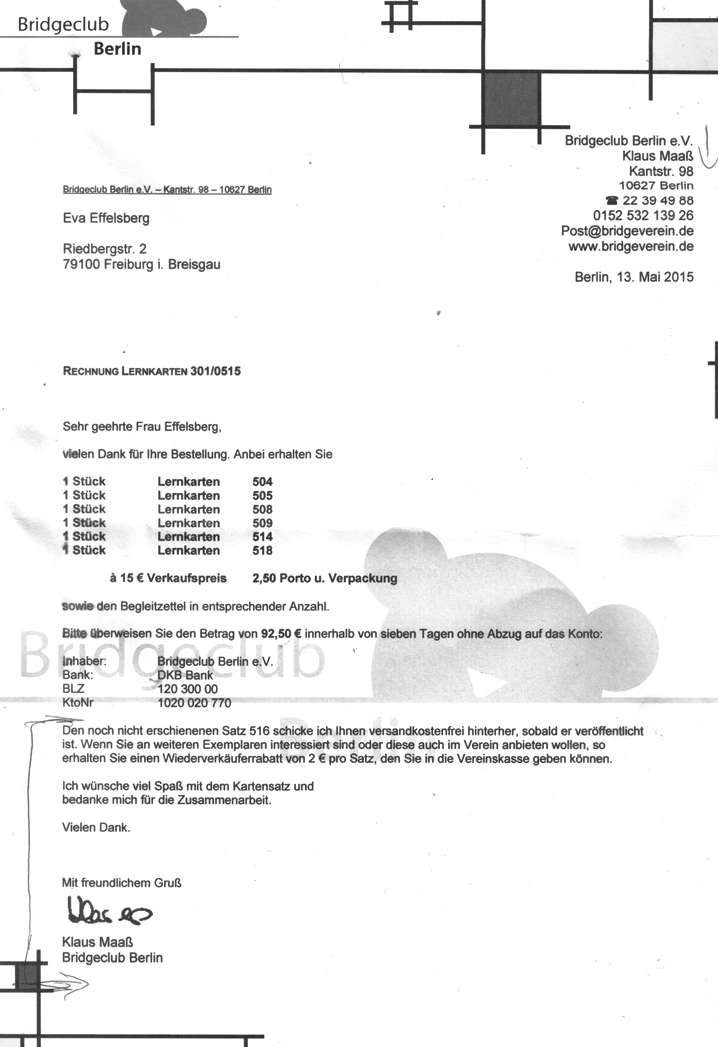 Bridgeclub
Berlin
Bridgeclub Berlin e.V.
Klaus Maaß
Kantstr. 98
10627 Berlin
☎ 22 39 49 88
0152 532 139 26
Post@bridgeverein.de
www.bridgeverein.de
Berlin, 13. Mai 2015
Bridgeclub Berlin e.V. – Kantstr. 98 – 10627 Berlin
Eva Effelsberg
Riedbergstr. 2
79100 Freiburg i. Breisgau
RECHNUNG LERNKARTEN 301/0515
Sehr geehrte Frau Effelsberg,
vielen Dank für Ihre Bestellung. Anbei erhalten Sie
1 Stück Lernkarten 504
1 Stück Lernkarten 505
1 Stück Lernkarten 508
1 Stück Lernkarten 509
1 Stück Lernkarten 514
1 Stück Lernkarten 518
à 15 € Verkaufspreis 2,50 Porto u. Verpackung
sowie den Begleitzettel in entsprechender Anzahl.
Bitte überweisen Sie den Betrag von 92,50 € innerhalb von sieben Tagen ohne Abzug auf das Konto:
Bridgeclub
Inhaber: Bridgeclub Berlin e.V.
Bank: DKB Bank
BLZ 120 300 00
KtoNr 1020 020 770
Berlin
Den noch nicht erschienenen Satz 516 schicke ich Ihnen versandkostenfrei hinterher, sobald er veröffentlicht
ist. Wenn Sie an weiteren Exemplaren interessiert sind oder diese auch im Verein anbieten wollen, so
erhalten Sie einen Wiederverkäuferrabatt von 2 € pro Satz, den Sie in die Vereinskasse geben können.
Ich wünsche viel Spaß mit dem Kartensatz und
bedanke mich für die Zusammenarbeit.
Vielen Dank.
Mit freundlichem Gruß
Klaus Maaß
Bridgeclub Berlin